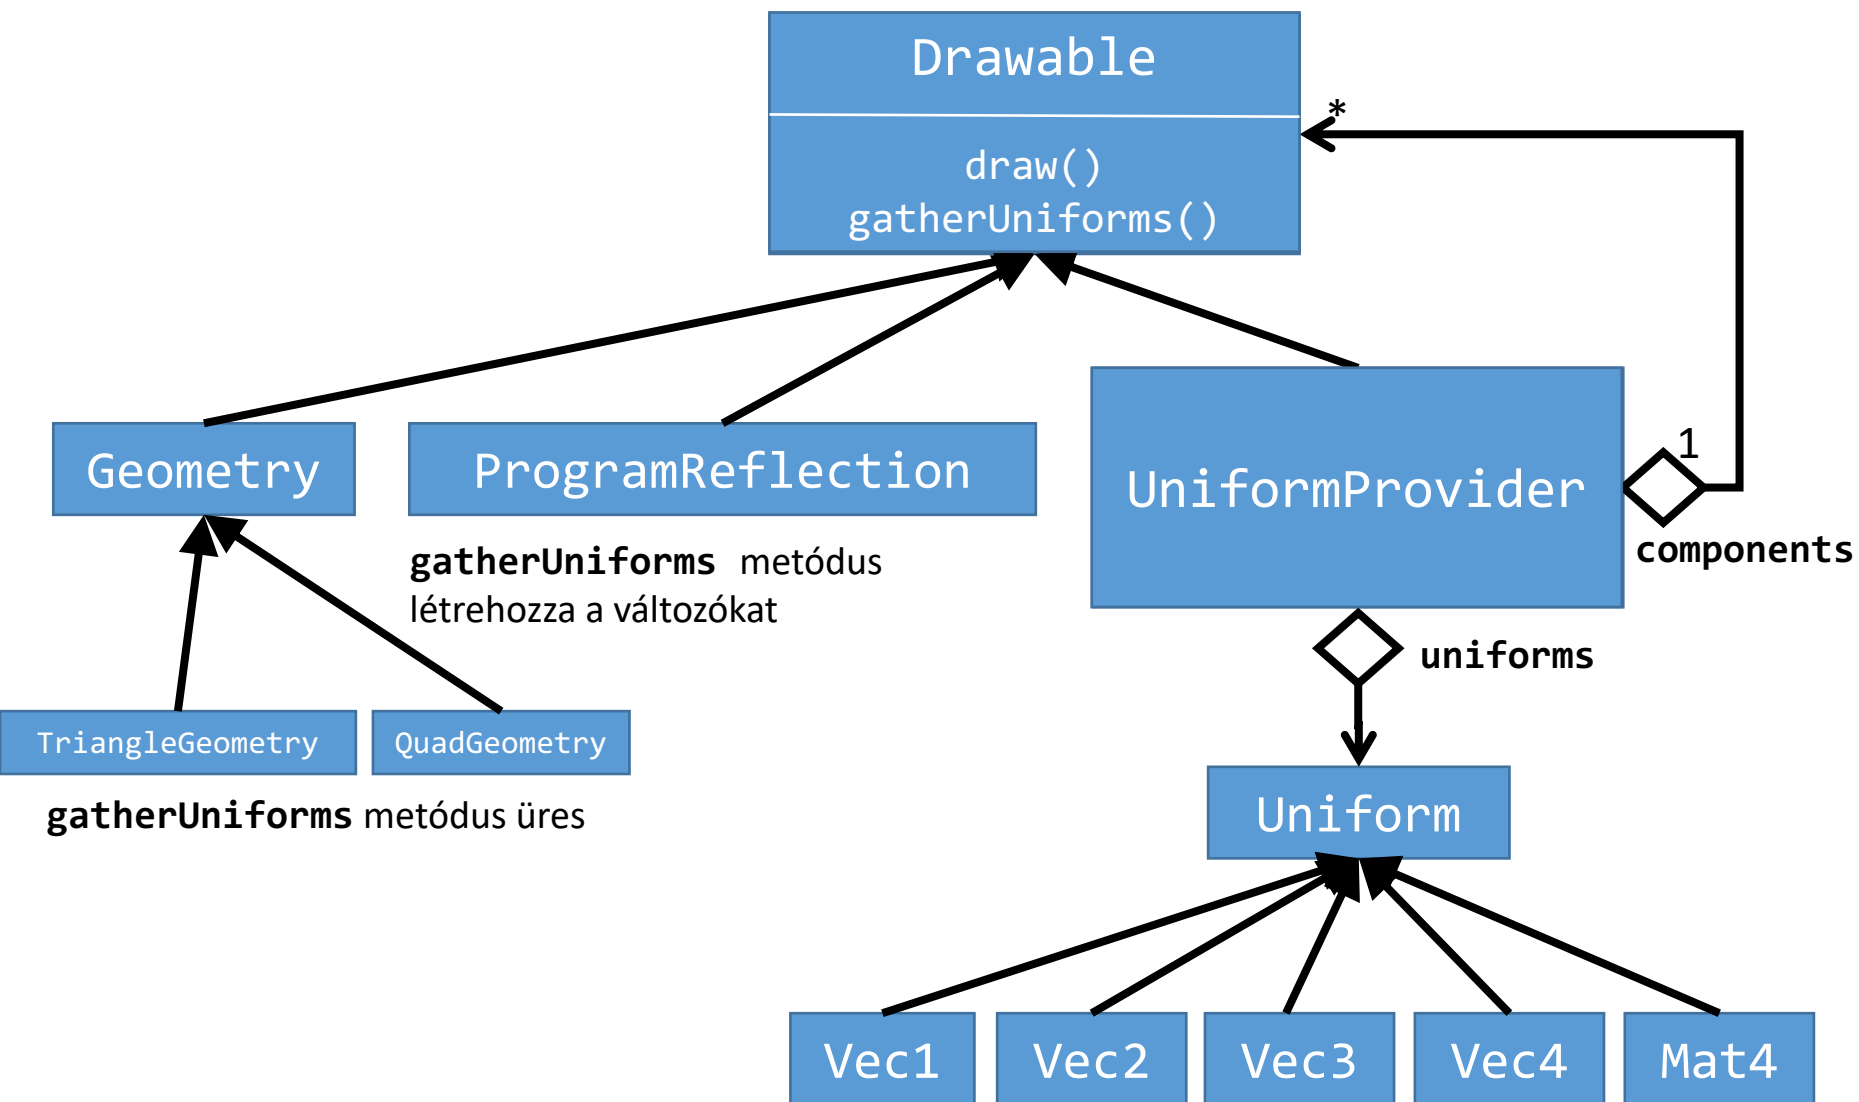 Drawable
*
draw()
gatherUniforms()
Geometry
ProgramReflection
UniformProvider
1
components
gatherUniforms metódus
létrehozza a változókat
uniforms
TriangleGeometry
QuadGeometry
gatherUniforms metódus üres
Uniform
Vec1
Vec2
Vec3
Vec4
Mat4